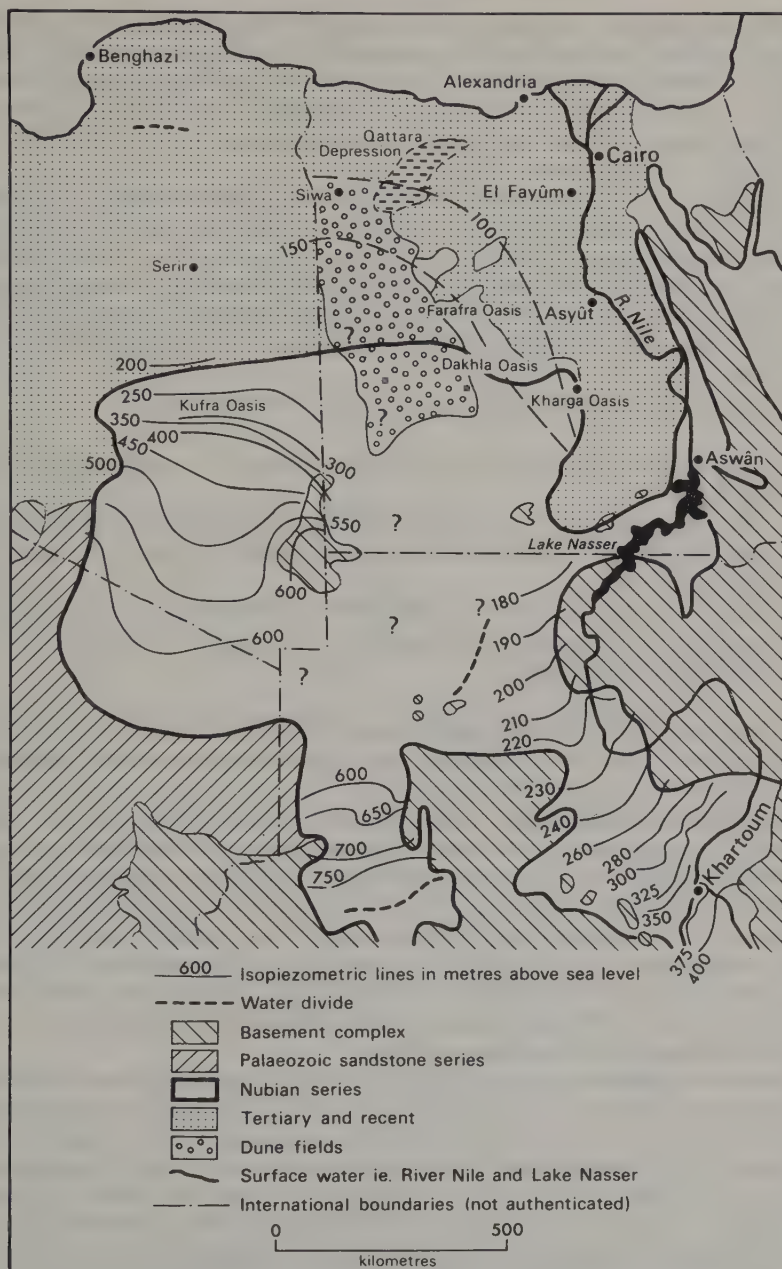 Benghazi
Alexandria
Qattara
Depression
Cairo
Siwa
El Fayûm
100
150
Serir
Asyût
R Nile
Farafra Oasis
?
200
Dakhla Oasis
250
Kufra Oasis
Kharga Oasis
350
400
450
?
300
500
Aswân
550
?
Lake Nasser
600
180
?
190
600
?
200
?
210
220
600
230
650
240
700
260
280
750
300
325
350
Khartoum
375
400
600 Isopiezometric lines in metres above sea level
Water divide
Basement complex
Palaeozoic sandstone series
Nubian series
Tertiary and recent
Dune fields
Surface water ie. River Nile and Lake Nasser
International boundaries (not authenticated)
0 500
kilometres